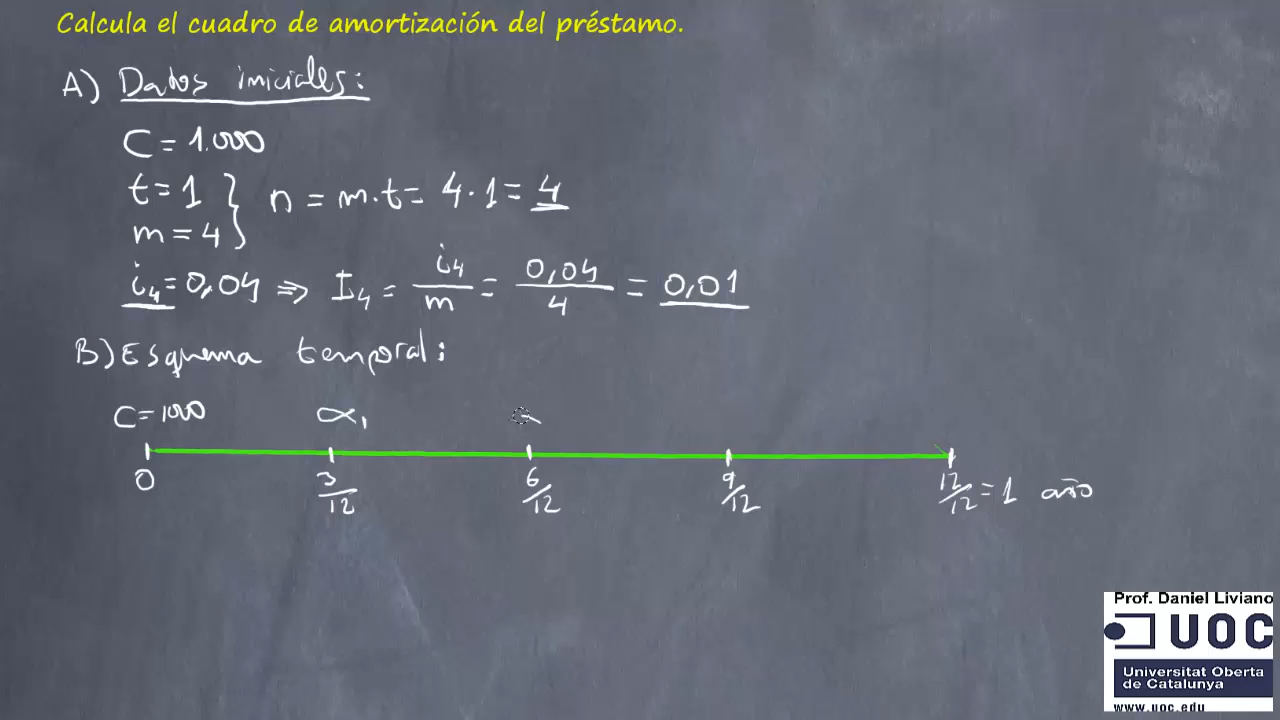 Calcula el cuadro de amortización del préstamo.
A) Datos iniciales:
C = 1.000
t = 1 } n = m·t = 4·1 = 4
m = 4
i₄ = 0,04 ⇒ I₄ = i₄/m = 0,04/4 = 0,01
B) Esquema temporal:
C = 1000 α₁
0 3/12 6/12 9/12 12/12 = 1 año
Prof. Daniel Liviano
UOC
Universitat Oberta
de Catalunya
www.uoc.edu